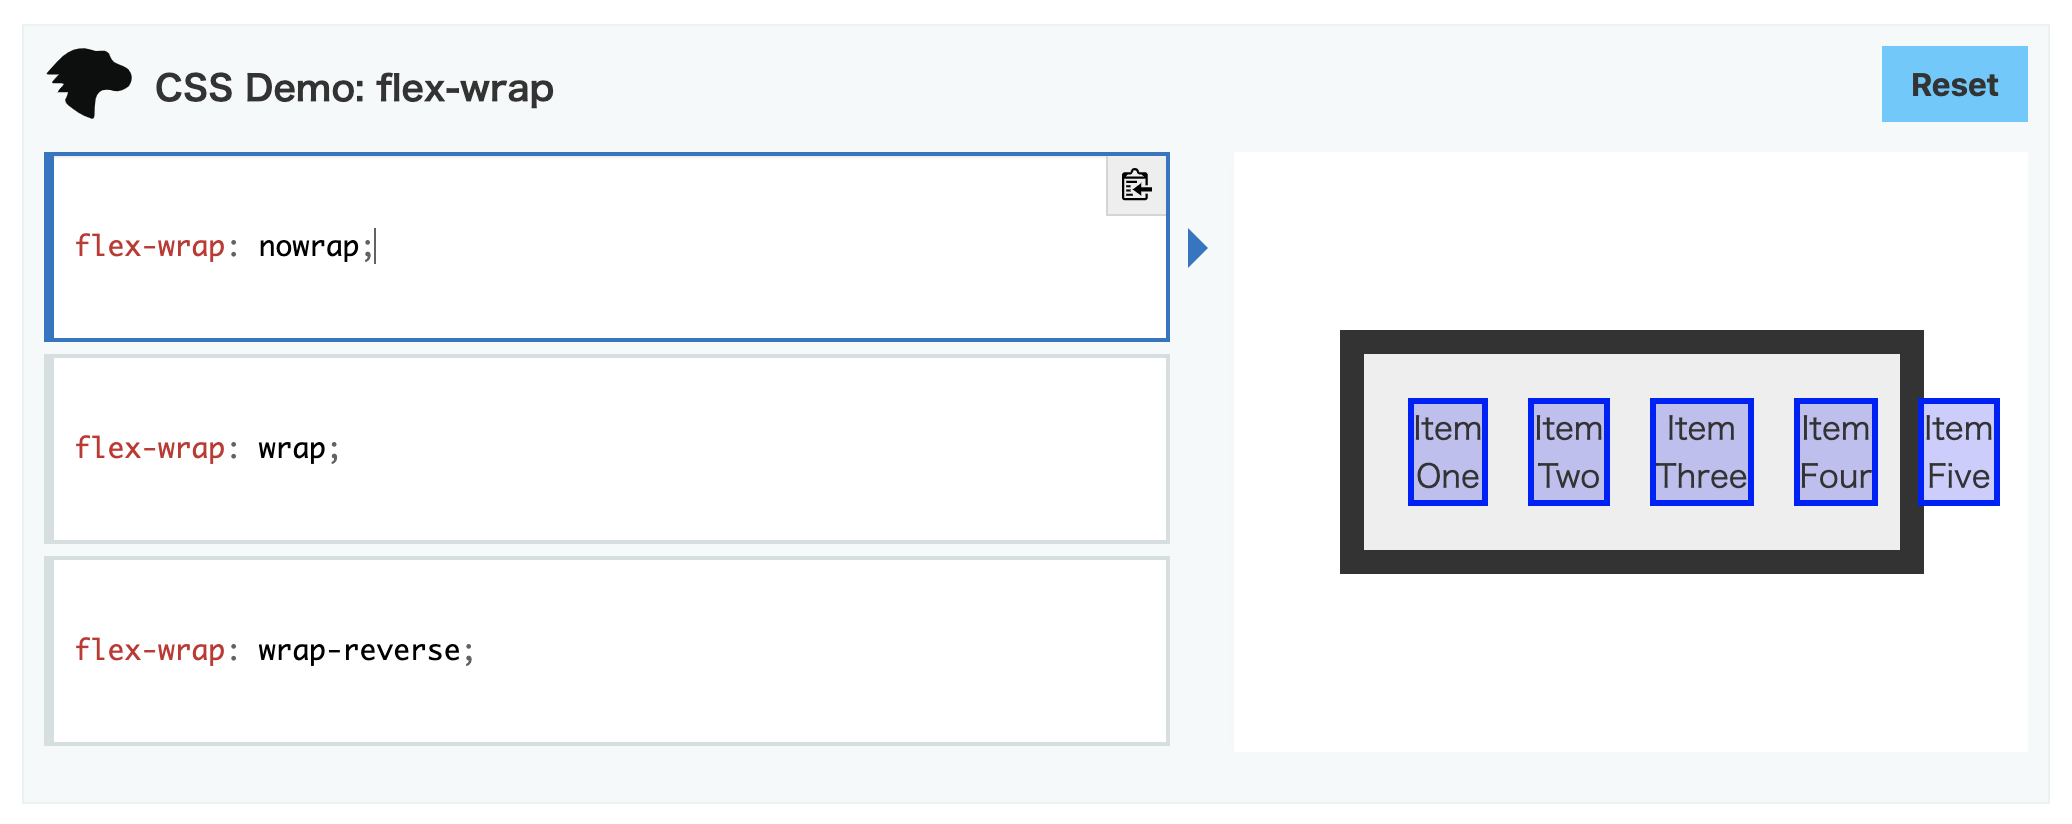 CSS Demo: flex-wrap
Reset
flex-wrap: nowrap;
flex-wrap: wrap;
flex-wrap: wrap-reverse;
Item Item Item Item Item
One Two Three Four Five